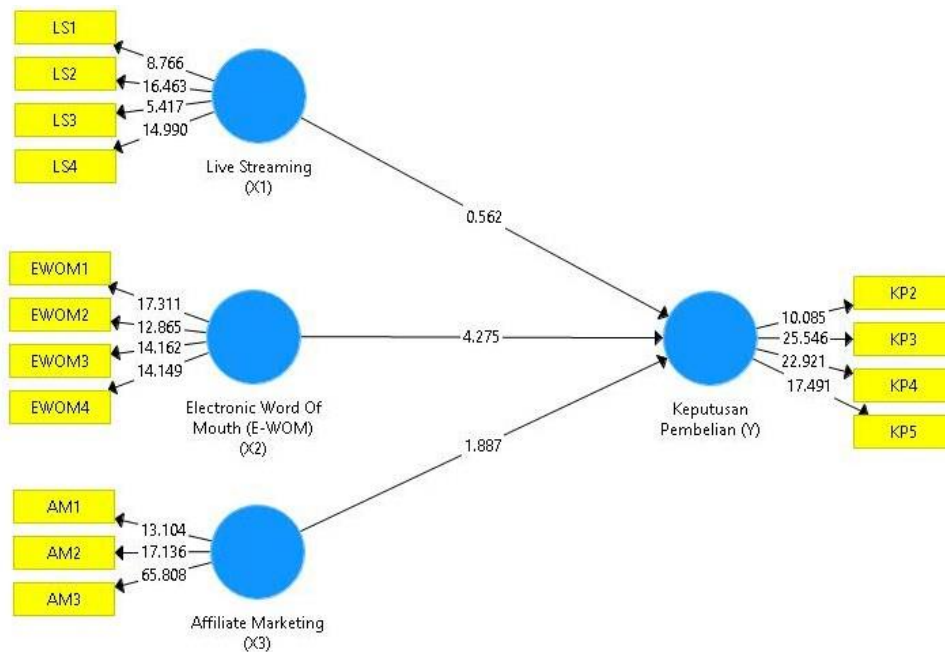 LS1
LS2
LS3
LS4
8.766
16.463
5.417
14.990
Live Streaming
(X1)
0.562
EWOM1
EWOM2
EWOM3
EWOM4
17.311
12.865
14.162
14.149
Electronic Word Of
Mouth (E-WOM)
(X2)
4.275
AM1
AM2
AM3
13.104
17.136
65.808
Affiliate Marketing
(X3)
1.887
Keputusan
Pembelian (Y)
10.085
25.546
22.921
17.491
KP2
KP3
KP4
KP5